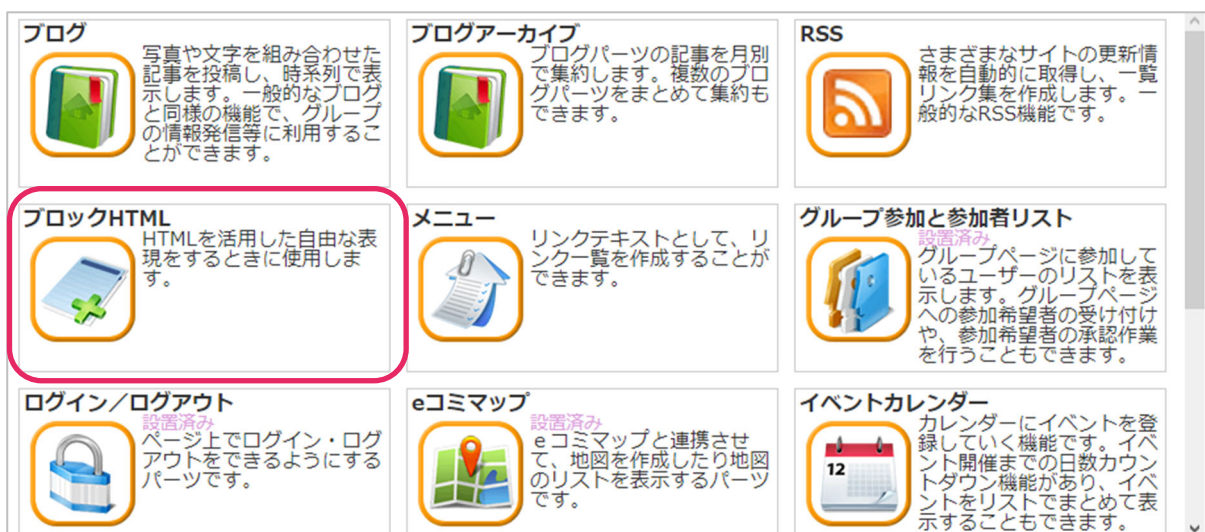 ブログ
写真や文字を組み合わせた
記事を投稿し、時系列で表
示します。一般的なブログ
と同様の機能で、グループ
の情報発信等に利用するこ
とができます。
ブログアーカイブ
ブログパーツの記事を月別
で集約します。複数のブロ
グパーツをまとめて集約も
できます。
RSS
さまざまなサイトの更新情
報を自動的に取得し、一覧
リンク集を作成します。一
般的なRSS機能です。
ブロックHTML
HTMLを活用した自由な表
現をするときに使用しま
す。
メニュー
リンクテキストとして、リ
ンク一覧を作成することが
できます。
グループ参加と参加者リスト
設置済み
グループページに参加して
いるユーザーのリストを表
示します。グループページ
への参加希望者の受け付け
や、参加希望者の承認作業
を行うこともできます。
ログイン／ログアウト
設置済み
ページ上でログイン・ログ
アウトをできるようにする
パーツです。
eコミマップ
設置済み
ｅコミマップと連携させ
て、地図を作成したり地図
のリストを表示するパーツ
です。
イベントカレンダー
12
カレンダーにイベントを登
録していく機能です。イベ
ント開催までの日数カウン
トダウン機能があり、イベ
ントをリストでまとめて表
示することもできます。